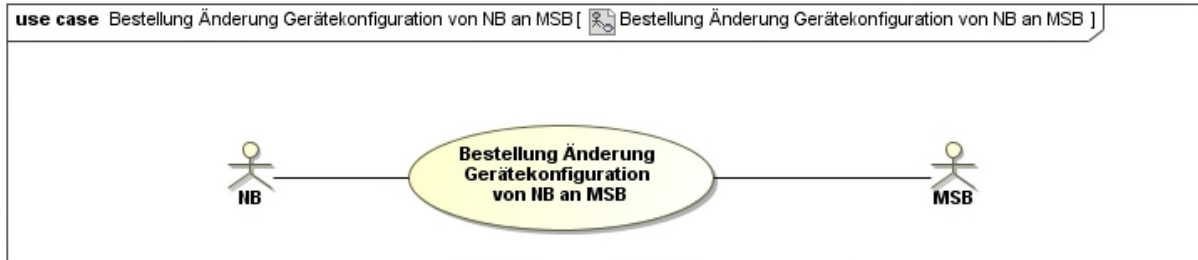 use case Bestellung Änderung Gerätekonfiguration von NB an MSB [ Bestellung Änderung Gerätekonfiguration von NB an MSB ]
Bestellung Änderung
Gerätekonfiguration
von NB an MSB
NB
MSB